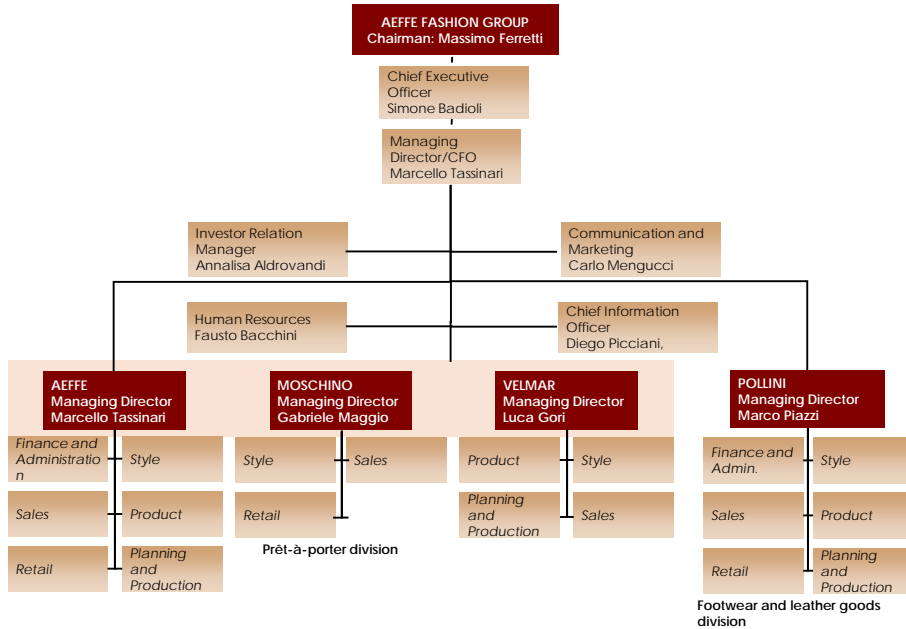 AEFFE FASHION GROUP
Chairman: Massimo Ferretti
Chief Executive
Officer
Simone Badioli
Managing
Director/CFO
Marcello Tassinari
Investor Relation
Manager
Annalisa Aldrovandi
Communication and
Marketing
Carlo Mengucci
Human Resources
Fausto Bacchini
Chief Information
Officer
Diego Picciani,
AEFFE
Managing Director
Marcello Tassinari
MOSCHINO
Managing Director
Gabriele Maggio
VELMAR
Managing Director
Luca Gori
POLLINI
Managing Director
Marco Piazzi
Finance and
Administratio
n
Style
Sales
Product
Retail
Planning
and
Production
Style
Sales
Retail
Prêt-à-porter division
Product
Style
Planning
and
Production
Sales
Finance and
Admin.
Style
Sales
Product
Retail
Planning
and
Production
Footwear and leather goods
division